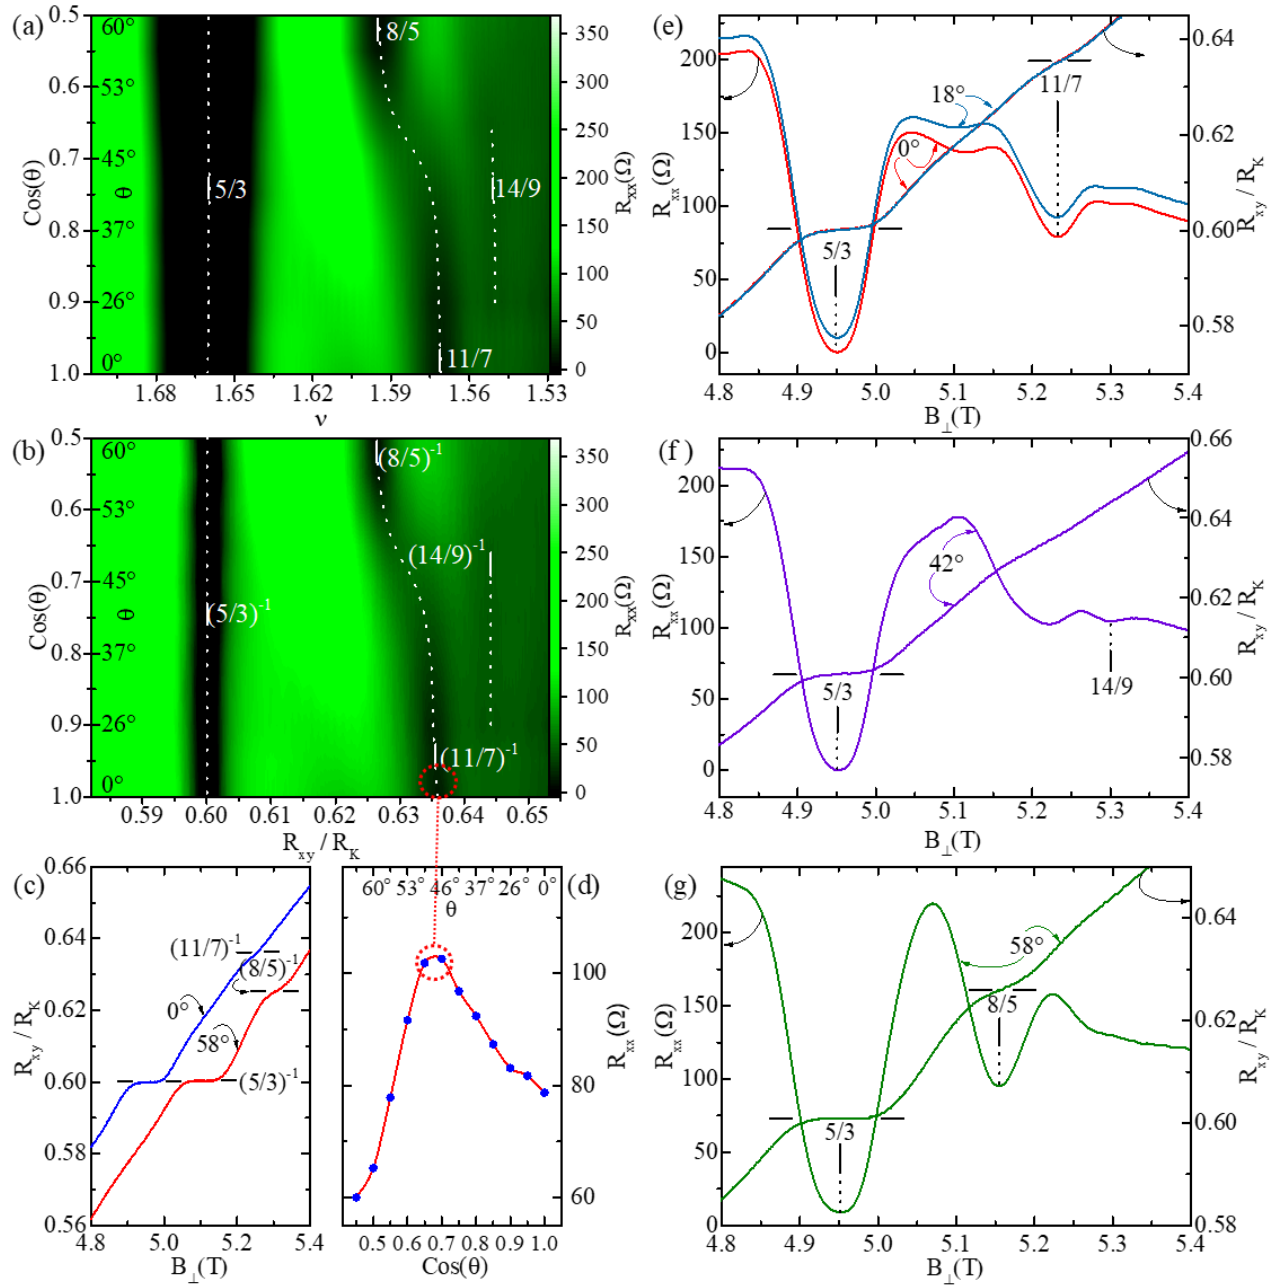 (a)
60° 53° 45° 37° 26° 0°
θ
0.5 0.6 0.7 0.8 0.9 1.0
Cos(θ)
8/5
5/3
14/9
11/7
1.68 1.65 1.62 1.59 1.56 1.53
ν
350 300 250 200 150 100 50 0
R_xx(Ω)
(e)
200 150 100 50 0
R_xx(Ω)
18°
0°
11/7
5/3
0.64 0.62 0.60 0.58
R_xy / R_K
4.8 4.9 5.0 5.1 5.2 5.3 5.4
B_⊥(T)
(b)
60° 53° 45° 37° 26° 0°
θ
0.5 0.6 0.7 0.8 0.9 1.0
Cos(θ)
(8/5)⁻¹
(14/9)⁻¹
(5/3)⁻¹
(11/7)⁻¹
0.59 0.60 0.61 0.62 0.63 0.64 0.65
R_xy / R_K
350 300 250 200 150 100 50 0
R_xx(Ω)
(f)
200 150 100 50 0
R_xx(Ω)
42°
5/3
14/9
0.66 0.64 0.62 0.60 0.58
R_xy / R_K
4.8 4.9 5.0 5.1 5.2 5.3 5.4
B_⊥(T)
(c)
0.66 0.64 0.62 0.60 0.58 0.56
R_xy / R_K
(11/7)⁻¹
(8/5)⁻¹
0°
58°
(5/3)⁻¹
4.8 5.0 5.2 5.4
B_⊥(T)
(d)
60° 53° 46° 37° 26° 0°
θ
100 80 60
R_xx(Ω)
0.5 0.6 0.7 0.8 0.9 1.0
Cos(θ)
(g)
200 150 100 50 0
R_xx(Ω)
58°
8/5
5/3
0.64 0.62 0.60 0.58
R_xy / R_K
4.8 4.9 5.0 5.1 5.2 5.3 5.4
B_⊥(T)